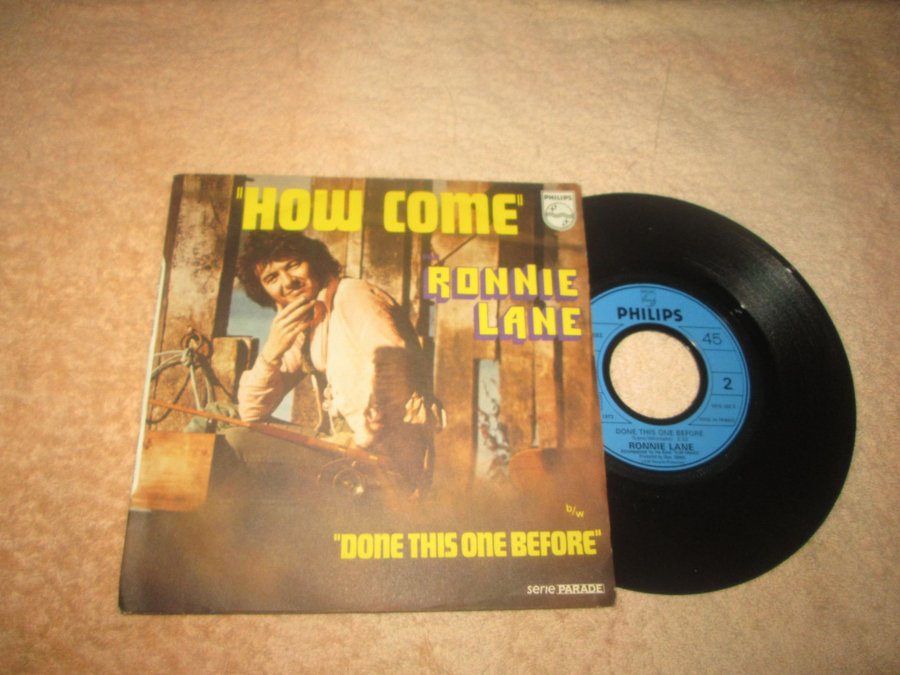 "HOW COME"
PHILIPS
RONNIE
LANE
b/w
"DONE THIS ONE BEFORE"
serie PARADE
PHILIPS
45
2
DONE THIS ONE BEFORE
RONNIE LANE